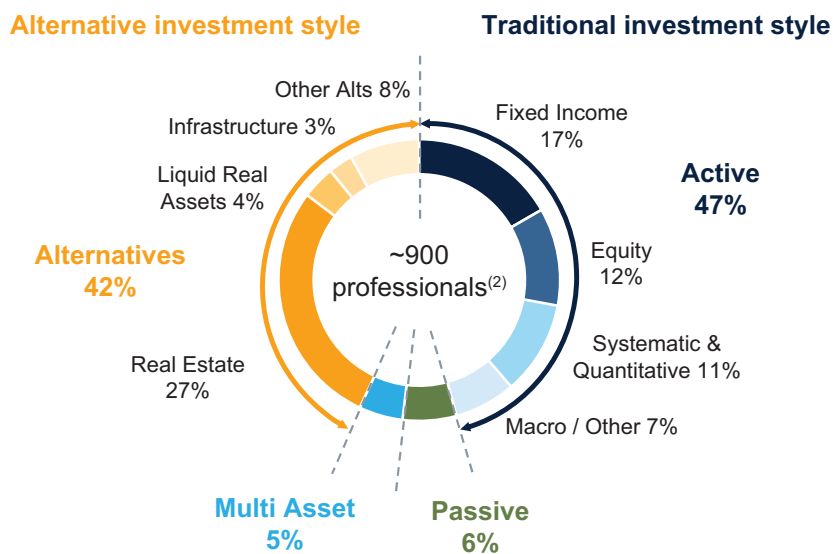 Alternative investment style
Traditional investment style
Other Alts 8%
Infrastructure 3%
Liquid Real
Assets 4%
Alternatives
42%
Real Estate
27%
Fixed Income
17%
Active
47%
Equity
12%
Systematic &
Quantitative 11%
Macro / Other 7%
~900
professionals(2)
Multi Asset
5%
Passive
6%